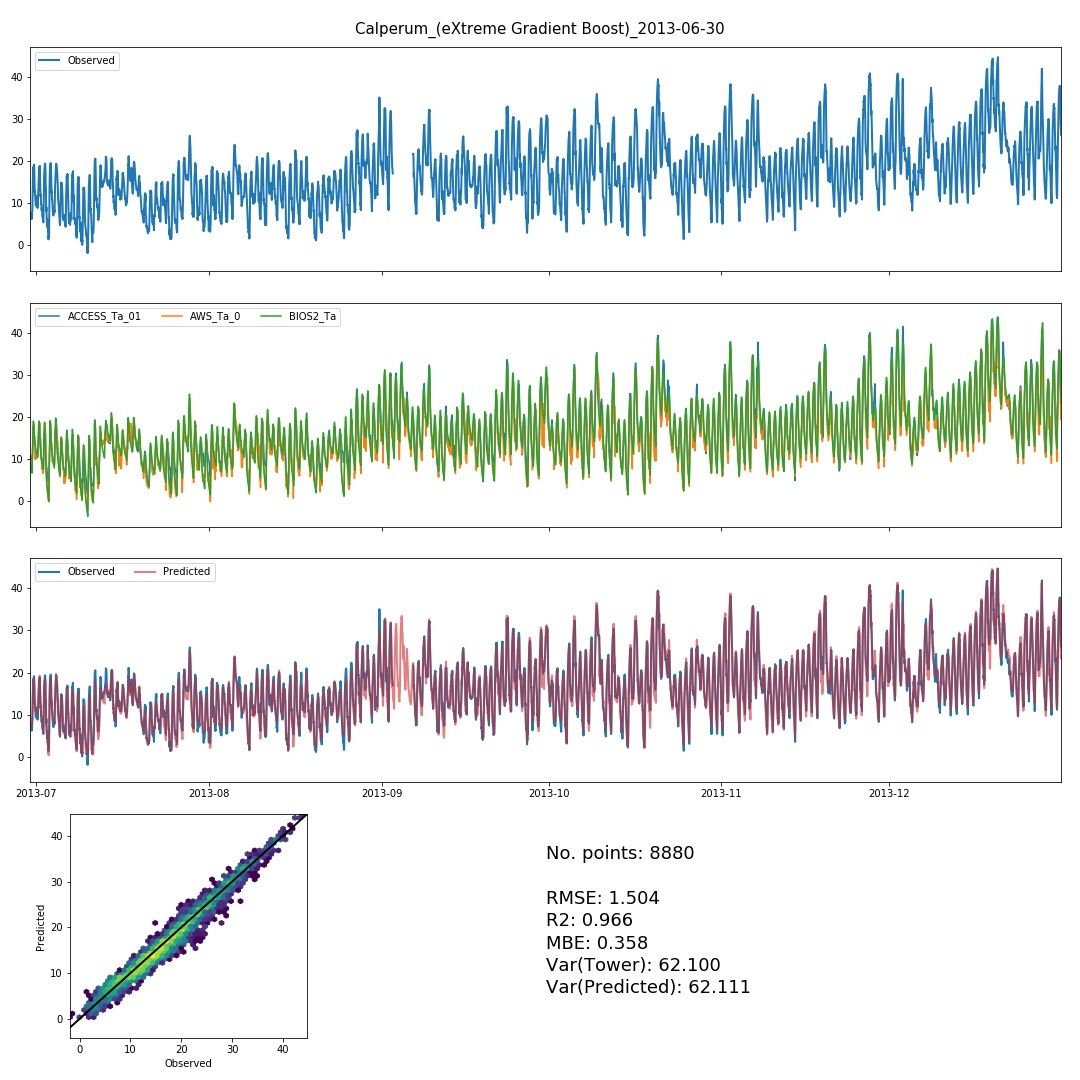 Calperum_(eXtreme Gradient Boost)_2013-06-30
Observed
40
30
20
10
0
ACCESS_Ta_01 AWS_Ta_0 BIOS2_Ta
40
30
20
10
0
Observed Predicted
40
30
20
10
0
2013-07 2013-08 2013-09 2013-10 2013-11 2013-12
40
30
20
10
0
Predicted
0 10 20 30 40
Observed
No. points: 8880
RMSE: 1.504
R2: 0.966
MBE: 0.358
Var(Tower): 62.100
Var(Predicted): 62.111